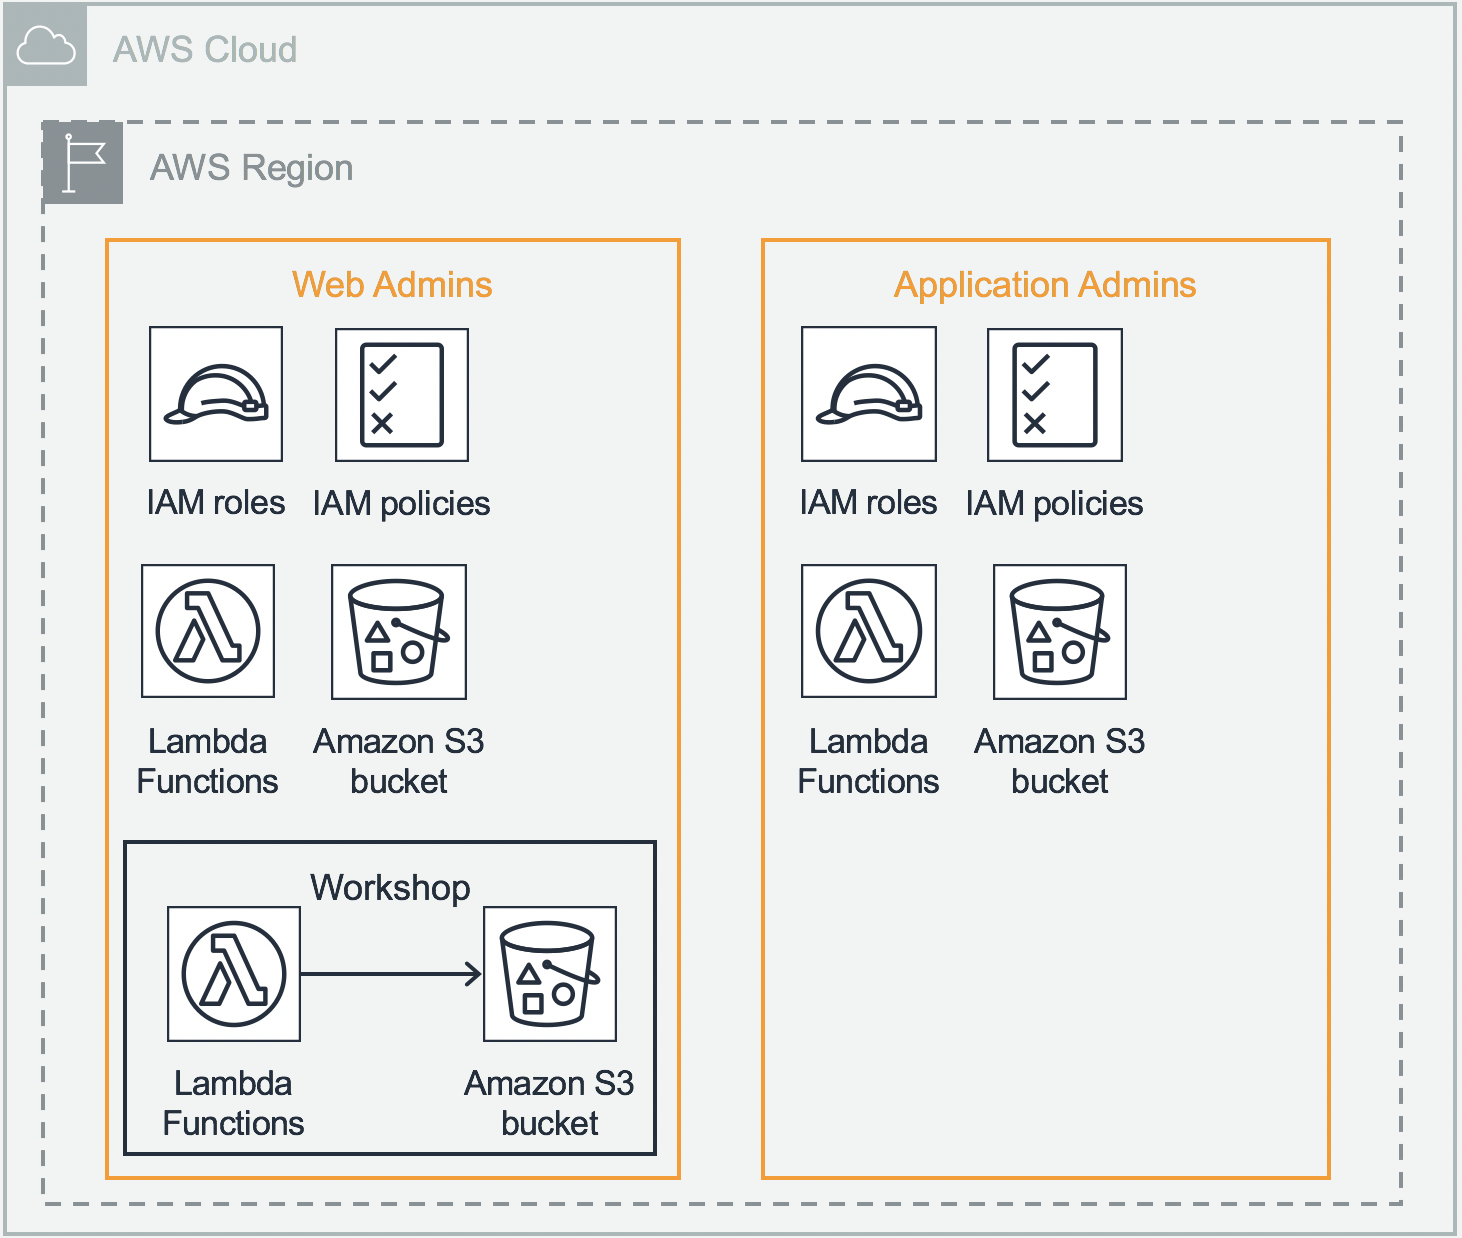 AWS Cloud
AWS Region
Web Admins
IAM roles
IAM policies
Lambda
Functions
Amazon S3
bucket
Workshop
Lambda
Functions
Amazon S3
bucket
Application Admins
IAM roles
IAM policies
Lambda
Functions
Amazon S3
bucket